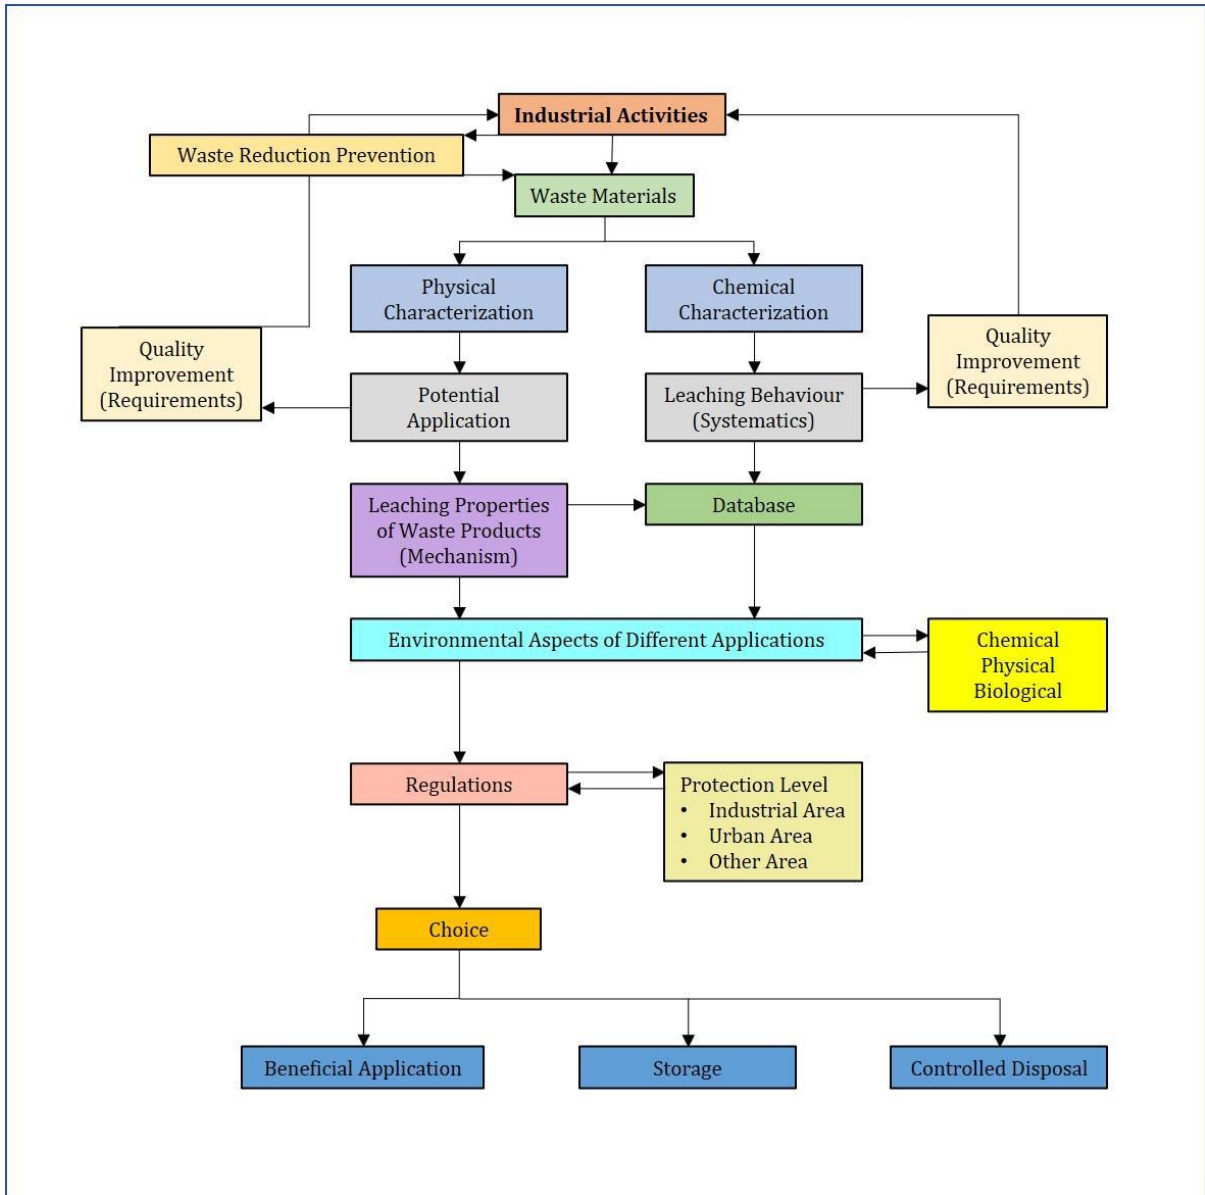 Industrial Activities
Waste Reduction Prevention
Waste Materials
Physical
Characterization
Chemical
Characterization
Quality
Improvement
(Requirements)
Potential
Application
Leaching Behaviour
(Systematics)
Quality
Improvement
(Requirements)
Leaching Properties
of Waste Products
(Mechanism)
Database
Environmental Aspects of Different Applications
Chemical
Physical
Biological
Regulations
Protection Level
• Industrial Area
• Urban Area
• Other Area
Choice
Beneficial Application
Storage
Controlled Disposal